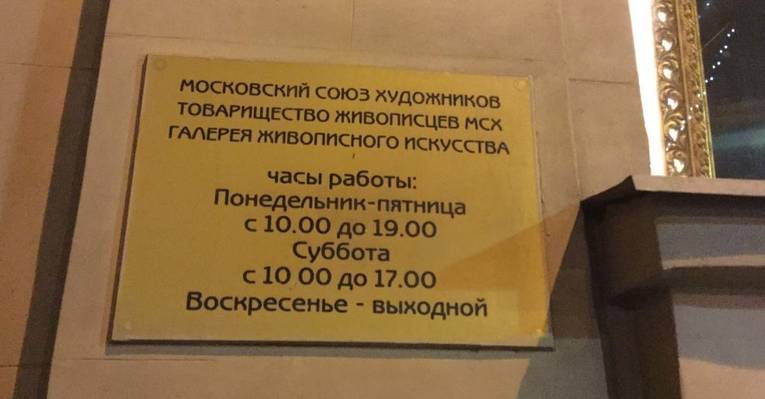 МОСКОВСКИЙ СОЮЗ ХУДОЖНИКОВ
ТОВАРИЩЕСТВО ЖИВОПИСЦЕВ МСХ
ГАЛЕРЕЯ ЖИВОПИСНОГО ИСКУССТВА
часы работы:
Понедельник-пятница
с 10.00 до 19.00
Суббота
с 10 00 до 17.00
Воскресенье - выходной